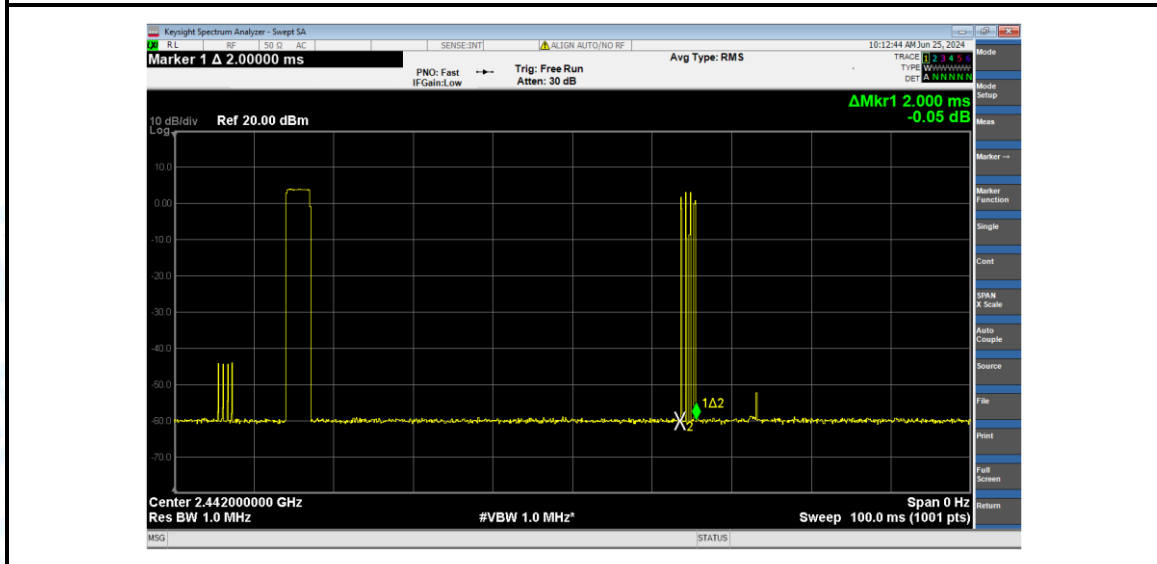 Keysight Spectrum Analyzer - Swept SA
RL RF 50 Ω AC SENSE:INT ALIGN AUTO/NO RF 10:12:44 AM Jun 25, 2024
Marker 1 Δ 2.00000 ms
Avg Type: RMS
TRACE 1 2 3 4 5 6
PNO: Fast Trig: Free Run
TYPE WWWWWW
IFGain:Low Atten: 30 dB
DET A N N N N N
ΔMkr1 2.000 ms
-0.05 dB
10 dB/div Ref 20.00 dBm
Log
10.0
0.00
-10.0
-20.0
-30.0
-40.0
-50.0
-60.0
-70.0
1Δ2
2
Center 2.442000000 GHz Span 0 Hz
Res BW 1.0 MHz #VBW 1.0 MHz* Sweep 100.0 ms (1001 pts)
MSG STATUS
Mode
Mode Setup
Meas
Marker →
Marker Function
Single
Cont
SPAN X Scale
Auto Couple
Source
File
Print
Full Screen
Return